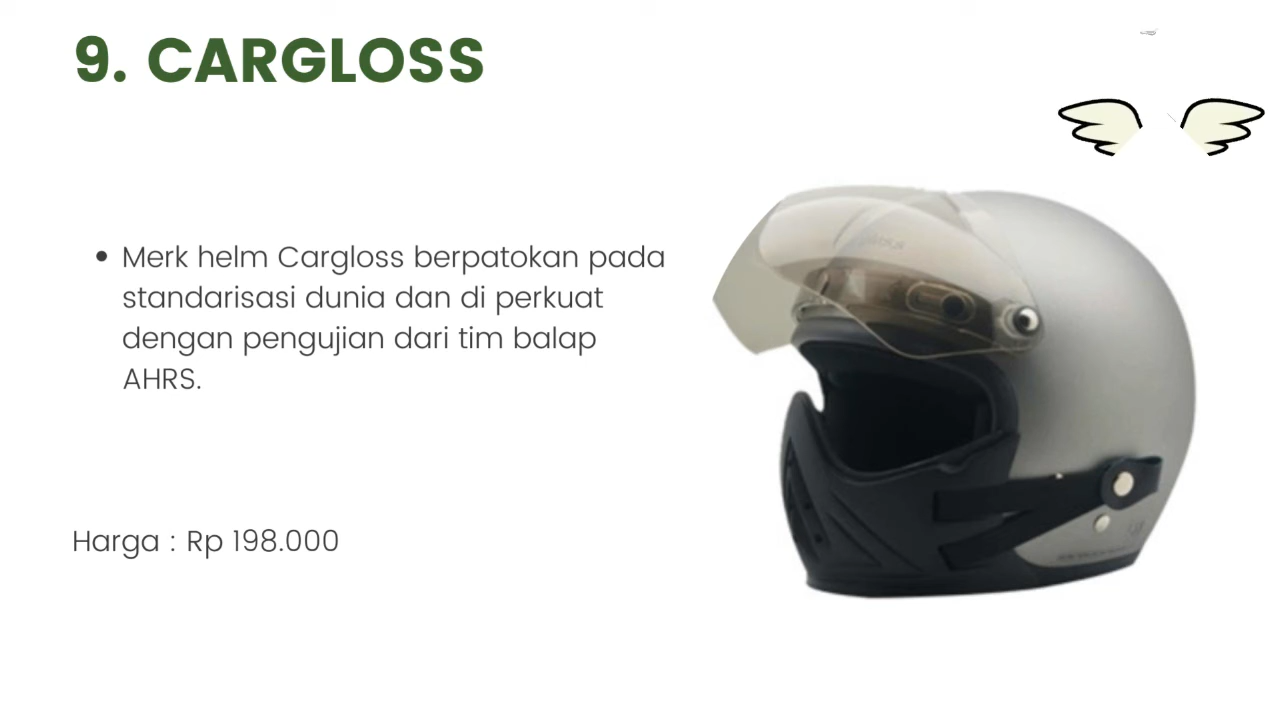 9. CARGLOSS
Merk helm Cargloss berpatokan pada
standarisasi dunia dan di perkuat
dengan pengujian dari tim balap
AHRS.
Harga : Rp 198.000